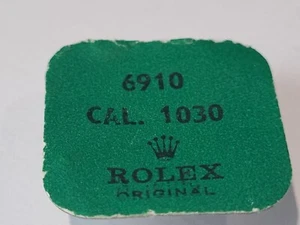 6910
CAL. 1030
ROLEX
ORIGINAL